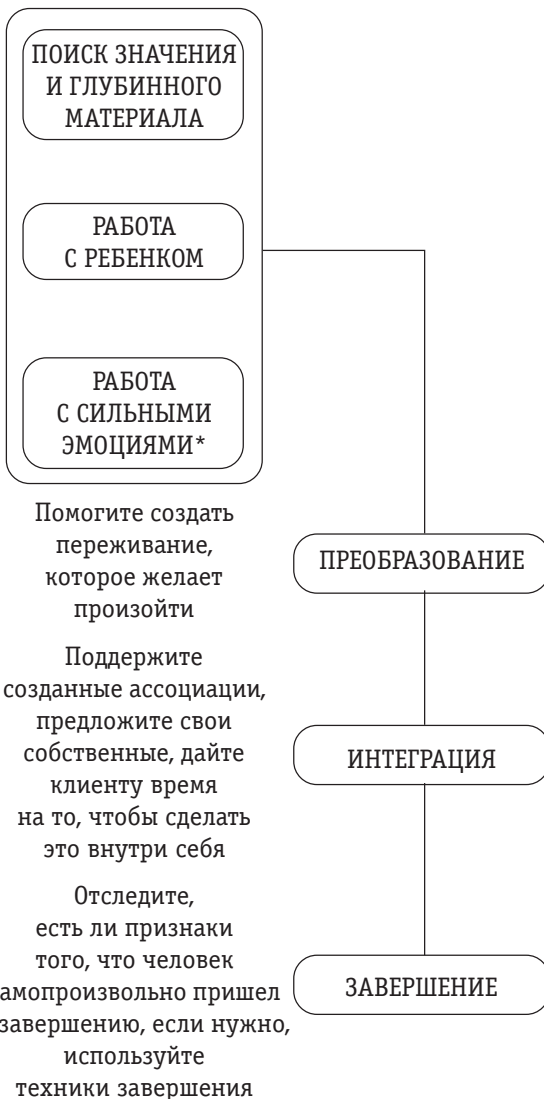 ПОИСК ЗНАЧЕНИЯ
И ГЛУБИННОГО
МАТЕРИАЛА
РАБОТА
С РЕБЕНКОМ
РАБОТА
С СИЛЬНЫМИ
ЭМОЦИЯМИ*
Помогите создать
переживание,
которое желает
произойти
ПРЕОБРАЗОВАНИЕ
Поддержите
созданные ассоциации,
предложите свои
собственные, дайте
клиенту время
на то, чтобы сделать
это внутри себя
ИНТЕГРАЦИЯ
Отследите,
есть ли признаки
того, что человек
амопроизвольно пришел
завершению, если нужно,
используйте
техники завершения
ЗАВЕРШЕНИЕ